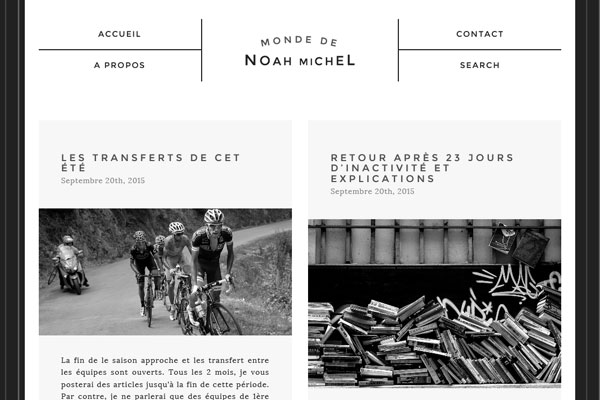 ACCUEIL
A PROPOS
MONDE DE
NOAH MICHEL
CONTACT
SEARCH
LES TRANSFERTS DE CET
ÉTÉ
Septembre 20th, 2015
La fin de le saison approche et les transfert entre
les équipes sont ouverts. Tous les 2 mois, je vous
posterai des articles jusqu'à la fin de cette période.
Par contre, je ne parlerai que des équipes de 1ère
RETOUR APRÈS 23 JOURS
D'INACTIVITÉ ET
EXPLICATIONS
Septembre 20th, 2015